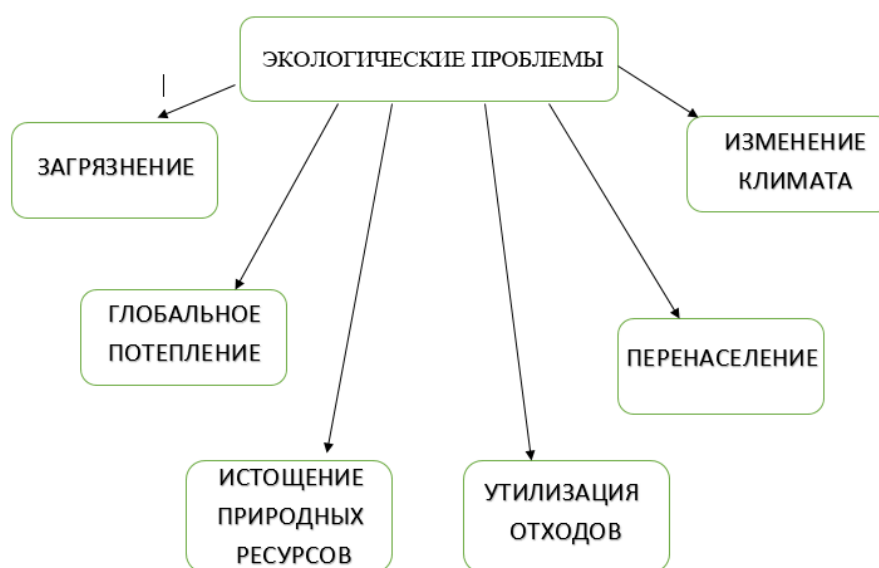 ЭКОЛОГИЧЕСКИЕ ПРОБЛЕМЫ
ЗАГРЯЗНЕНИЕ
ИЗМЕНЕНИЕ
КЛИМАТА
ГЛОБАЛЬНОЕ
ПОТЕПЛЕНИЕ
ПЕРЕНАСЕЛЕНИЕ
ИСТОЩЕНИЕ
ПРИРОДНЫХ
РЕСУРСОВ
УТИЛИЗАЦИЯ
ОТХОДОВ